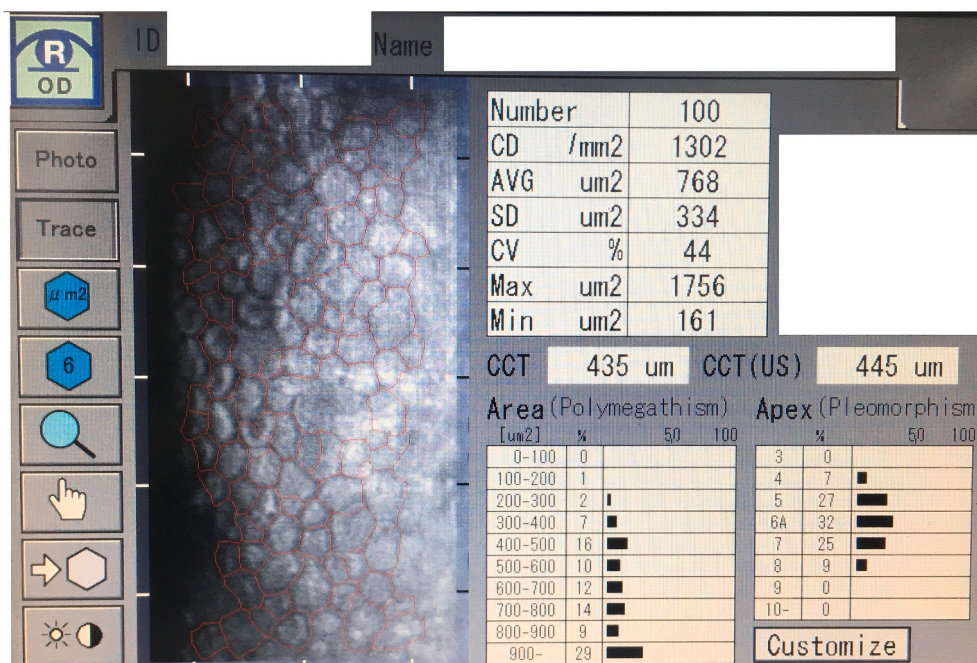 R
OD
ID
Name
Photo
Trace
μm2
6
Number 100
CD /mm2 1302
AVG um2 768
SD um2 334
CV % 44
Max um2 1756
Min um2 161
CCT 435 um CCT(US) 445 um
Area(Polymegathism)
[um2] % 50 100
0-100 0
100-200 1
200-300 2
300-400 7
400-500 16
500-600 10
600-700 12
700-800 14
800-900 9
900- 29
Apex(Pleomorphism
% 50 100
3 0
4 7
5 27
6A 32
7 25
8 9
9 0
10- 0
Customize